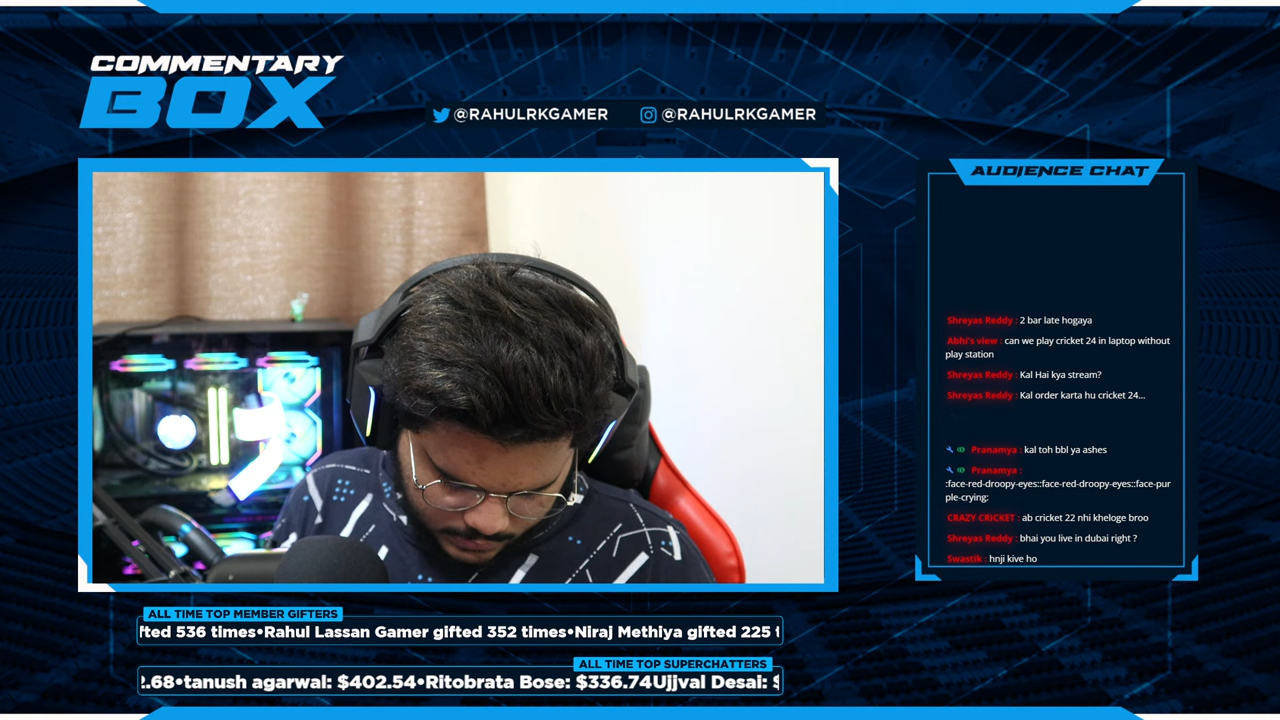 COMMENTARY
BOX
@RAHULRKGAMER @RAHULRKGAMER
AUDIENCE CHAT
Shreyas Reddy : 2 bar late hogaya
Abhi's view : can we play cricket 24 in laptop without
play station
Shreyas Reddy : Kal Hai kya stream?
Shreyas Reddy : Kal order karta hu cricket 24...
Pranamya : kal toh bbl ya ashes
Pranamya :
:face-red-droopy-eyes::face-red-droopy-eyes::face-pur
ple-crying:
CRAZY CRICKET : ab cricket 22 nhi kheloge broo
Shreyas Reddy : bhai you live in dubai right ?
Swastik : hnji kive ho
ALL TIME TOP MEMBER GIFTERS
fted 536 times•Rahul Lassan Gamer gifted 352 times•Niraj Methiya gifted 225 t
ALL TIME TOP SUPERCHATTERS
2.68•tanush agarwal: $402.54•Ritobrata Bose: $336.74Ujjval Desai: $